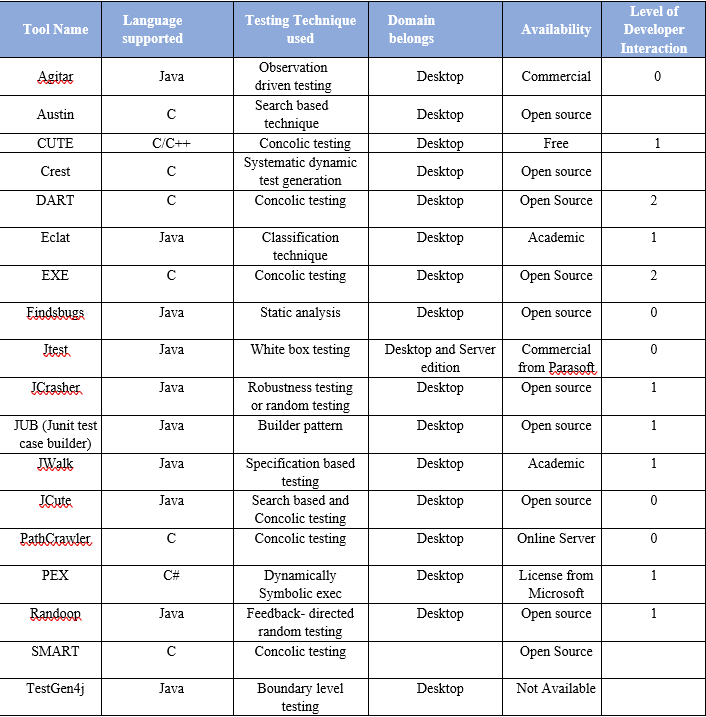 Tool Name Language supported Testing Technique used Domain belongs Availability Level of Developer Interaction
Agitar Java Observation driven testing Desktop Commercial 0
Austin C Search based technique Desktop Open source
CUTE C/C++ Concolic testing Desktop Free 1
Crest C Systematic dynamic test generation Desktop Open source
DART C Concolic testing Desktop Open Source 2
Eclat Java Classification technique Desktop Academic 1
EXE C Concolic testing Desktop Open Source 2
Findsbugs Java Static analysis Desktop Open source 0
Jtest Java White box testing Desktop and Server edition Commercial from Parasoft 0
JCrasher Java Robustness testing or random testing Desktop Open source 1
JUB (Junit test case builder) Java Builder pattern Desktop Open source 1
JWalk Java Specification based testing Desktop Academic 1
JCute Java Search based and Concolic testing Desktop Open source 0
PathCrawler C Concolic testing Desktop Online Server 0
PEX C# Dynamically Symbolic exec Desktop License from Microsoft 1
Randoop Java Feedback- directed random testing Desktop Open source 1
SMART C Concolic testing Open Source
TestGen4j Java Boundary level testing Desktop Not Available